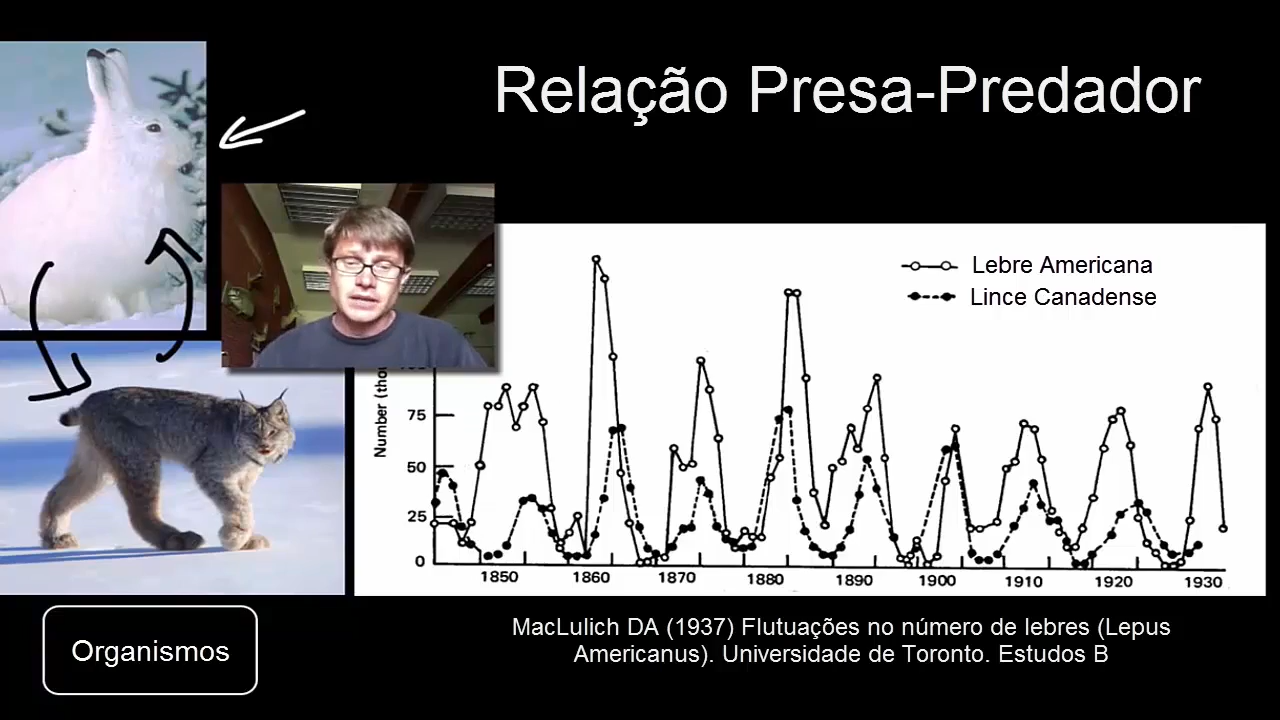 Relação Presa-Predador
Lebre Americana
Lince Canadense
75
50
25
0
1850
1860
1870
1880
1890
1900
1910
1920
1930
MacLulich DA (1937) Flutuações no número de lebres (Lepus
Americanus). Universidade de Toronto. Estudos B
Organismos